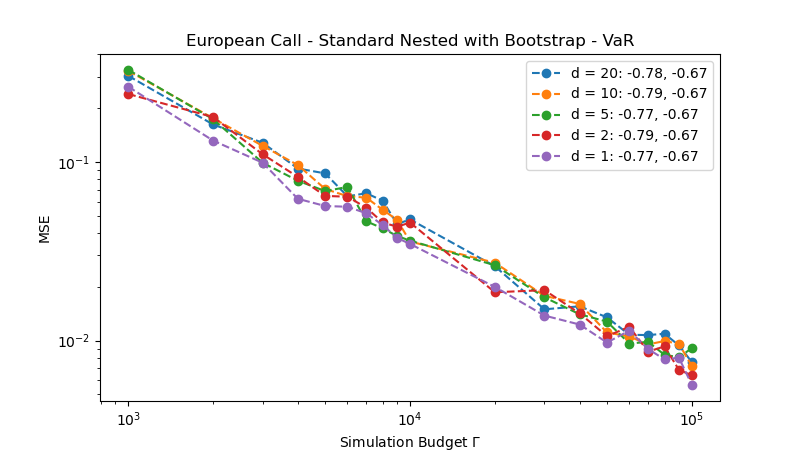 European Call - Standard Nested with Bootstrap - VaR
MSE
10⁻¹
10⁻²
d = 20: -0.78, -0.67
d = 10: -0.79, -0.67
d = 5: -0.77, -0.67
d = 2: -0.79, -0.67
d = 1: -0.77, -0.67
10³ 10⁴ 10⁵
Simulation Budget Γ